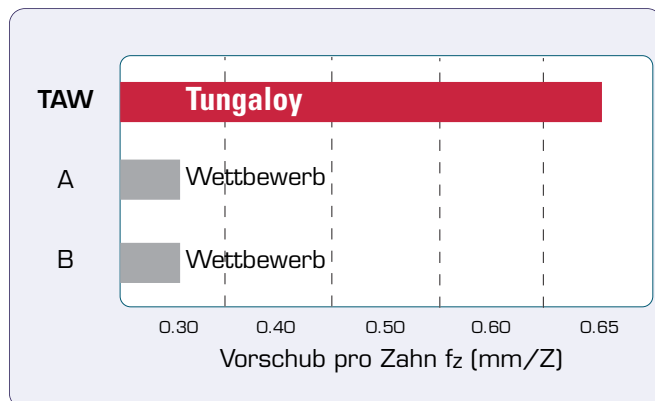 TAW Tungaloy
A Wettbewerb
B Wettbewerb
0.30 0.40 0.50 0.60 0.65
Vorschub pro Zahn fz (mm/Z)